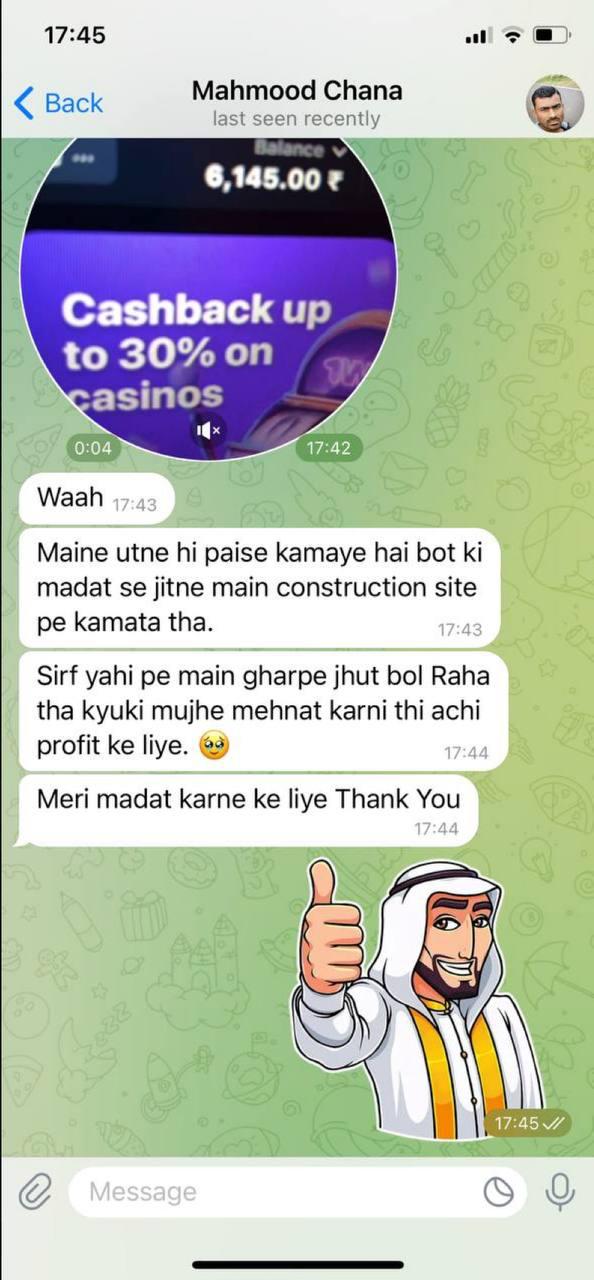 17:45
Back
Mahmood Chana
last seen recently
Balance
6,145.00 ₹
Cashback up
to 30% on
casinos
0:04
17:42
Waah 17:43
Maine utne hi paise kamaye hai bot ki
madat se jitne main construction site
pe kamata tha.
17:43
Sirf yahi pe main gharpe jhut bol Raha
tha kyuki mujhe mehnat karni thi achi
profit ke liye. 🥹
17:44
Meri madat karne ke liye Thank You
17:44
17:45
Message